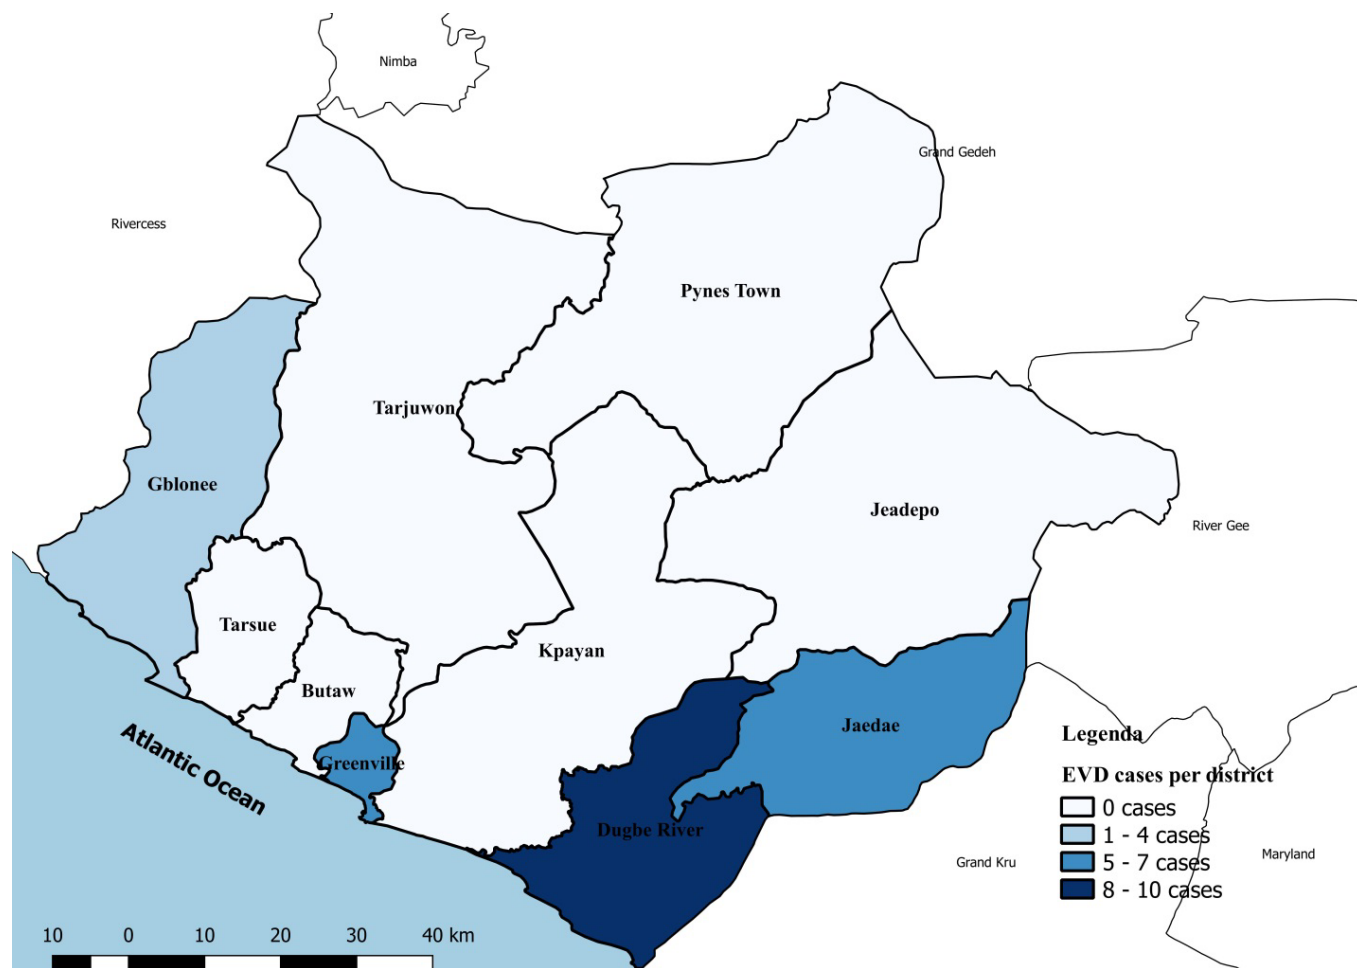 Nimba
Grand Gedeh
Rivercess
Pynes Town
Tarjuwon
Gblonee
Jeadepo
River Gee
Tarsue
Kpayan
Butaw
Jaedae
Legenda
Atlantic Ocean
Greenville
EVD cases per district
0 cases
1 - 4 cases
5 - 7 cases
8 - 10 cases
Dugbe River
Grand Kru
Maryland
10 0 10 20 30 40 km